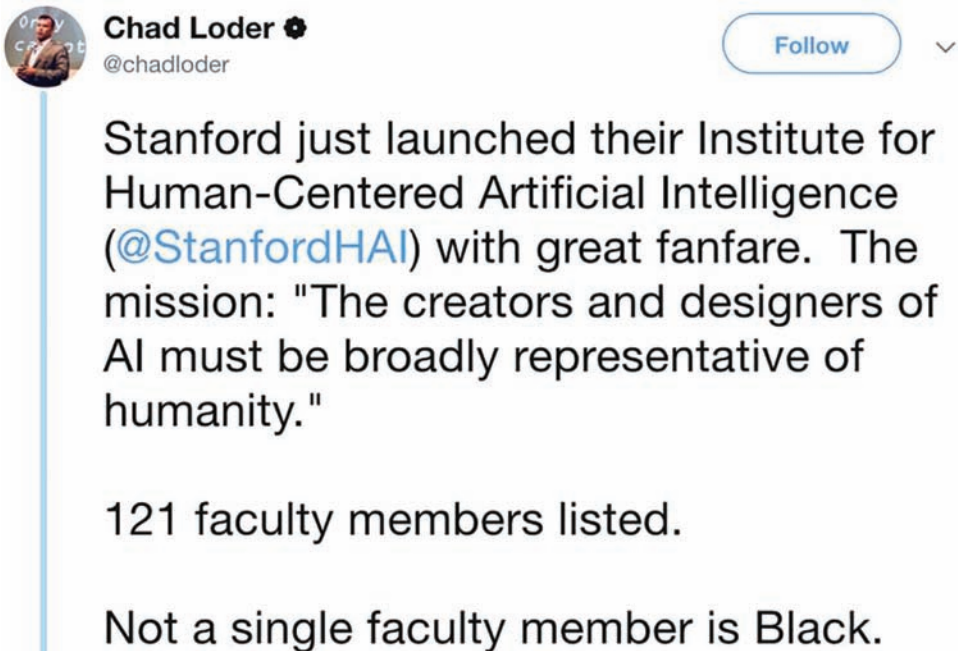 Chad Loder
@chadloder
Follow
Stanford just launched their Institute for
Human-Centered Artificial Intelligence
(@StanfordHAI) with great fanfare.  The
mission: "The creators and designers of
AI must be broadly representative of
humanity."
121 faculty members listed.
Not a single faculty member is Black.